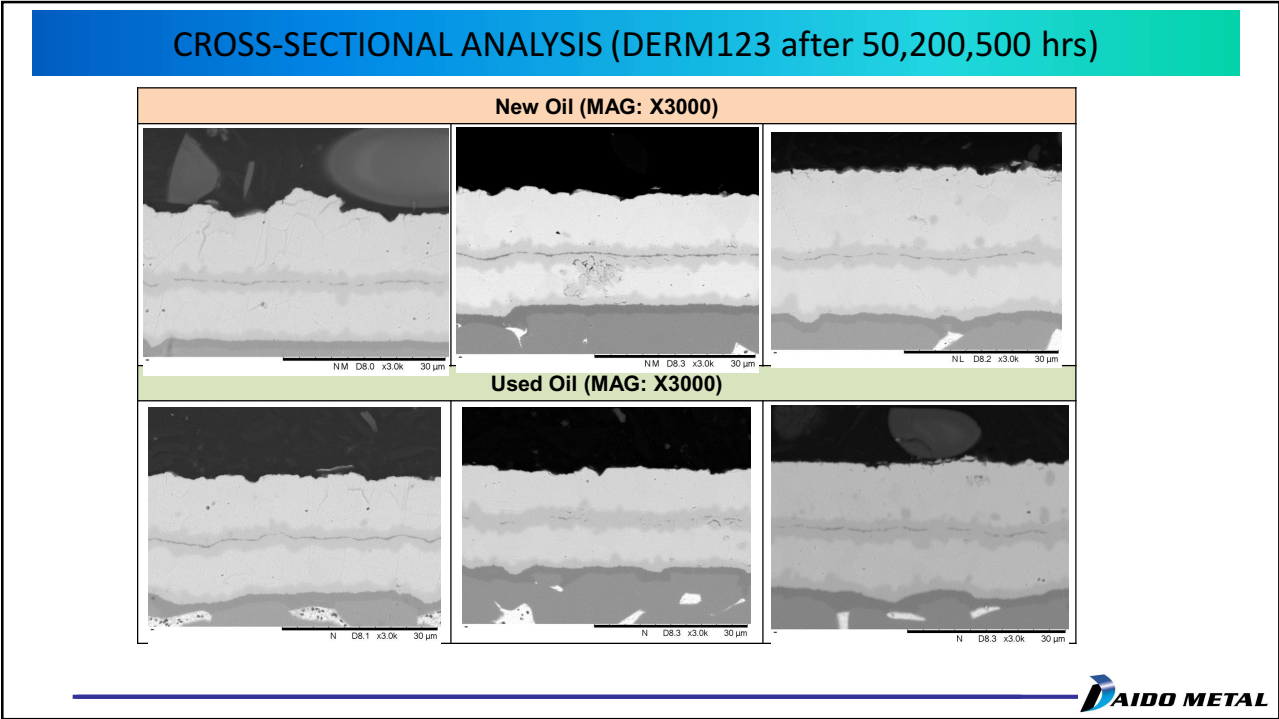 CROSS-SECTIONAL ANALYSIS (DERM123 after 50,200,500 hrs)
New Oil (MAG: X3000)
NM D8.0 x3.0k 30 µm
NM D8.3 x3.0k 30 µm
NL D8.2 x3.0k 30 µm
Used Oil (MAG: X3000)
N D8.1 x3.0k 30 µm
N D8.3 x3.0k 30 µm
N D8.3 x3.0k 30 µm
DAIDO METAL